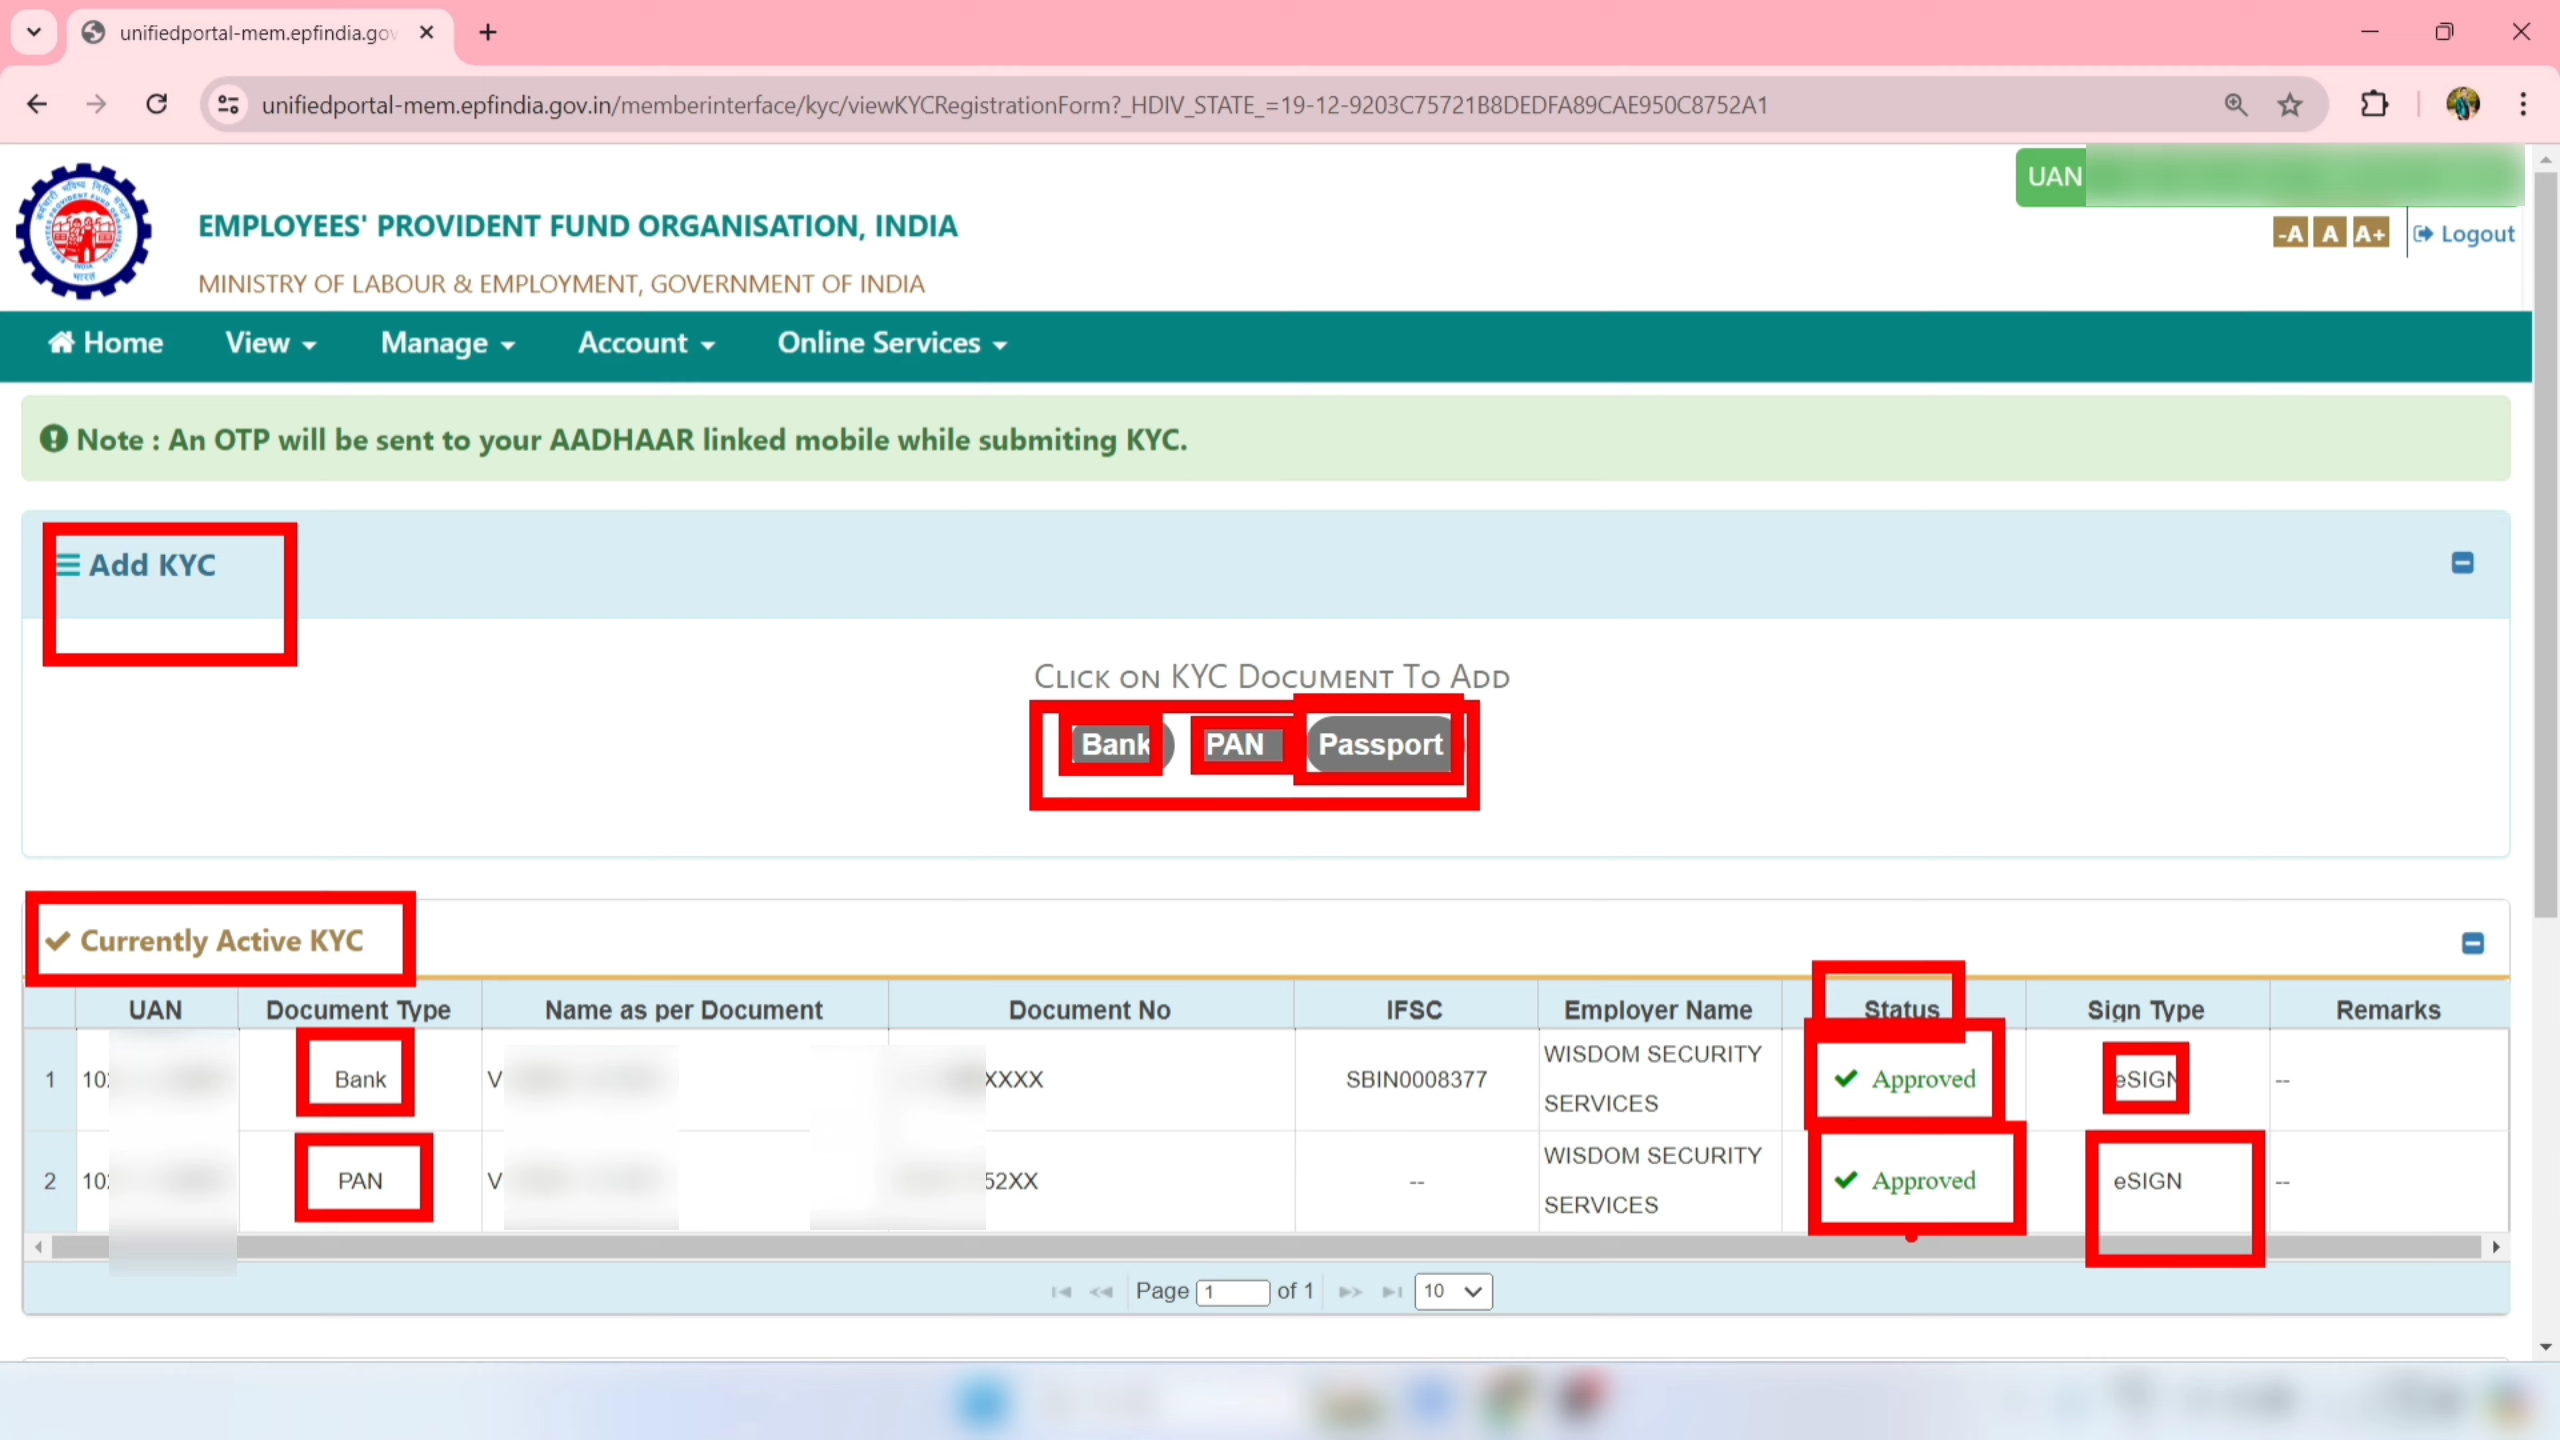 unifiedportal-mem.epfindia.gov
unifiedportal-mem.epfindia.gov.in/memberinterface/kyc/viewKYCRegistrationForm?_HDIV_STATE_=19-12-9203C75721B8DEDFA89CAE950C8752A1
UAN
EMPLOYEES' PROVIDENT FUND ORGANISATION, INDIA
-A A A+ Logout
MINISTRY OF LABOUR & EMPLOYMENT, GOVERNMENT OF INDIA
Home View Manage Account Online Services
Note : An OTP will be sent to your AADHAAR linked mobile while submiting KYC.
Add KYC
CLICK ON KYC DOCUMENT TO ADD
Bank PAN Passport
Currently Active KYC
UAN Document Type Name as per Document Document No IFSC Employer Name Status Sign Type Remarks
1 10 Bank V XXXX SBIN0008377 WISDOM SECURITY SERVICES Approved eSIGN --
2 10 PAN V 52XX -- WISDOM SECURITY SERVICES Approved eSIGN --
Page 1 of 1 10